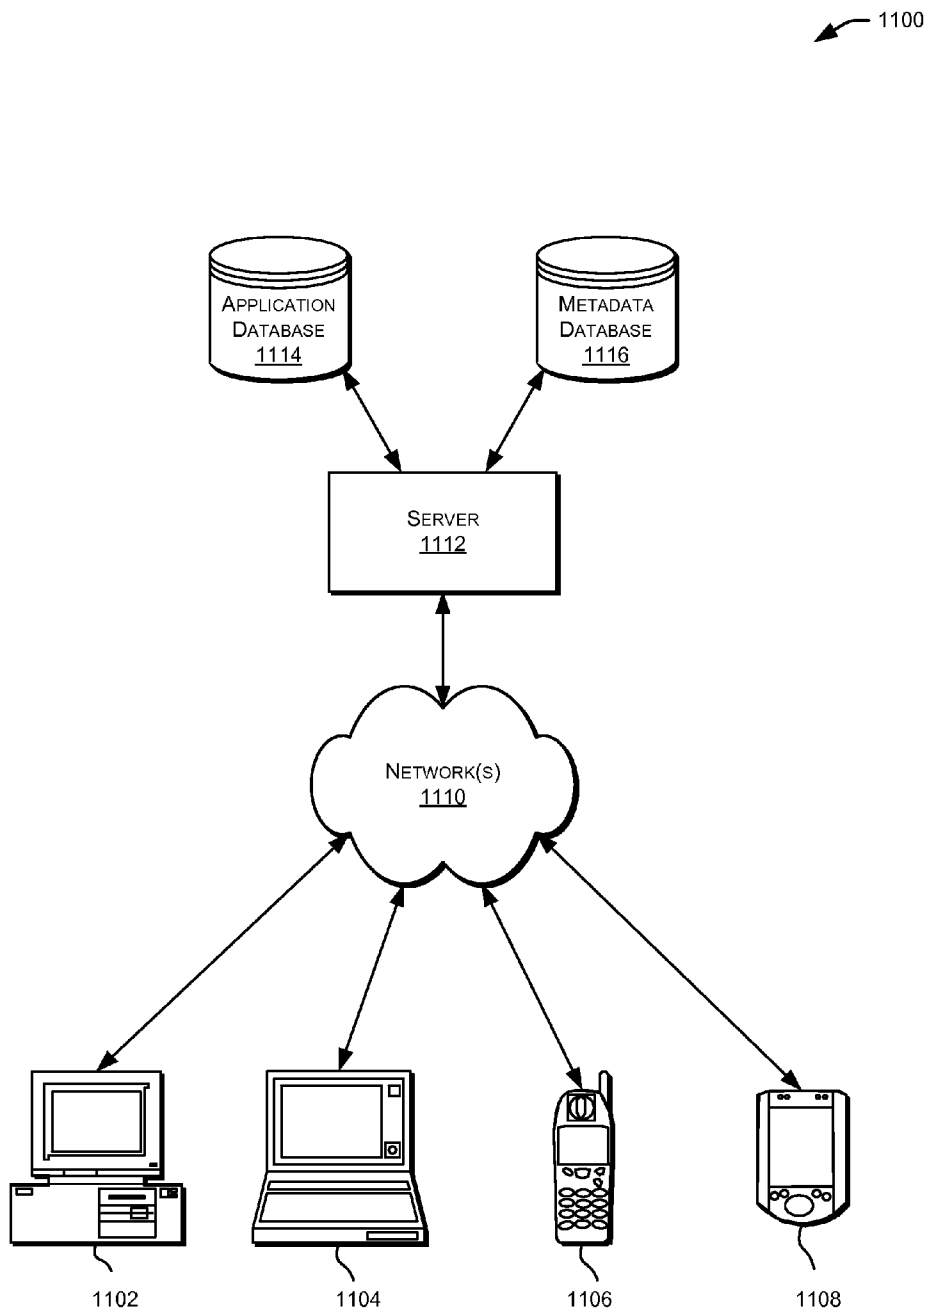 1100
APPLICATION
DATABASE
1114
METADATA
DATABASE
1116
SERVER
1112
NETWORK(S)
1110
1102
1104
1106
1108